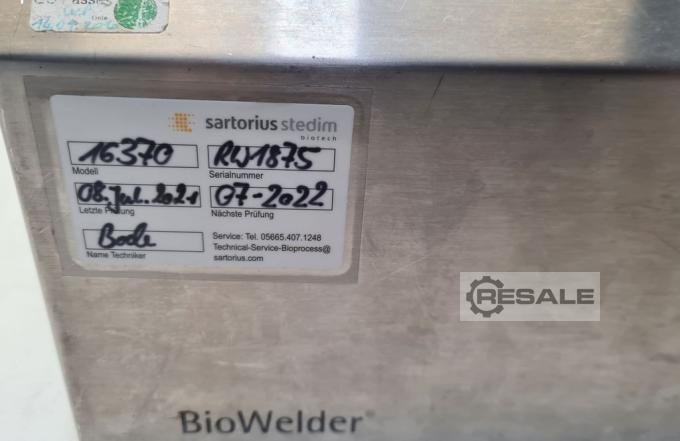 sartorius stedim
biotech
16370
RW1875
Modell
Serialnummer
08. Jul. 2021
07-2022
Letzte Prüfung
Nächste Prüfung
Bode
Service: Tel. 05665.407.1248
Technical-Service-Bioprocess@
sartorius.com
Name Techniker
RESALE
BioWelder®